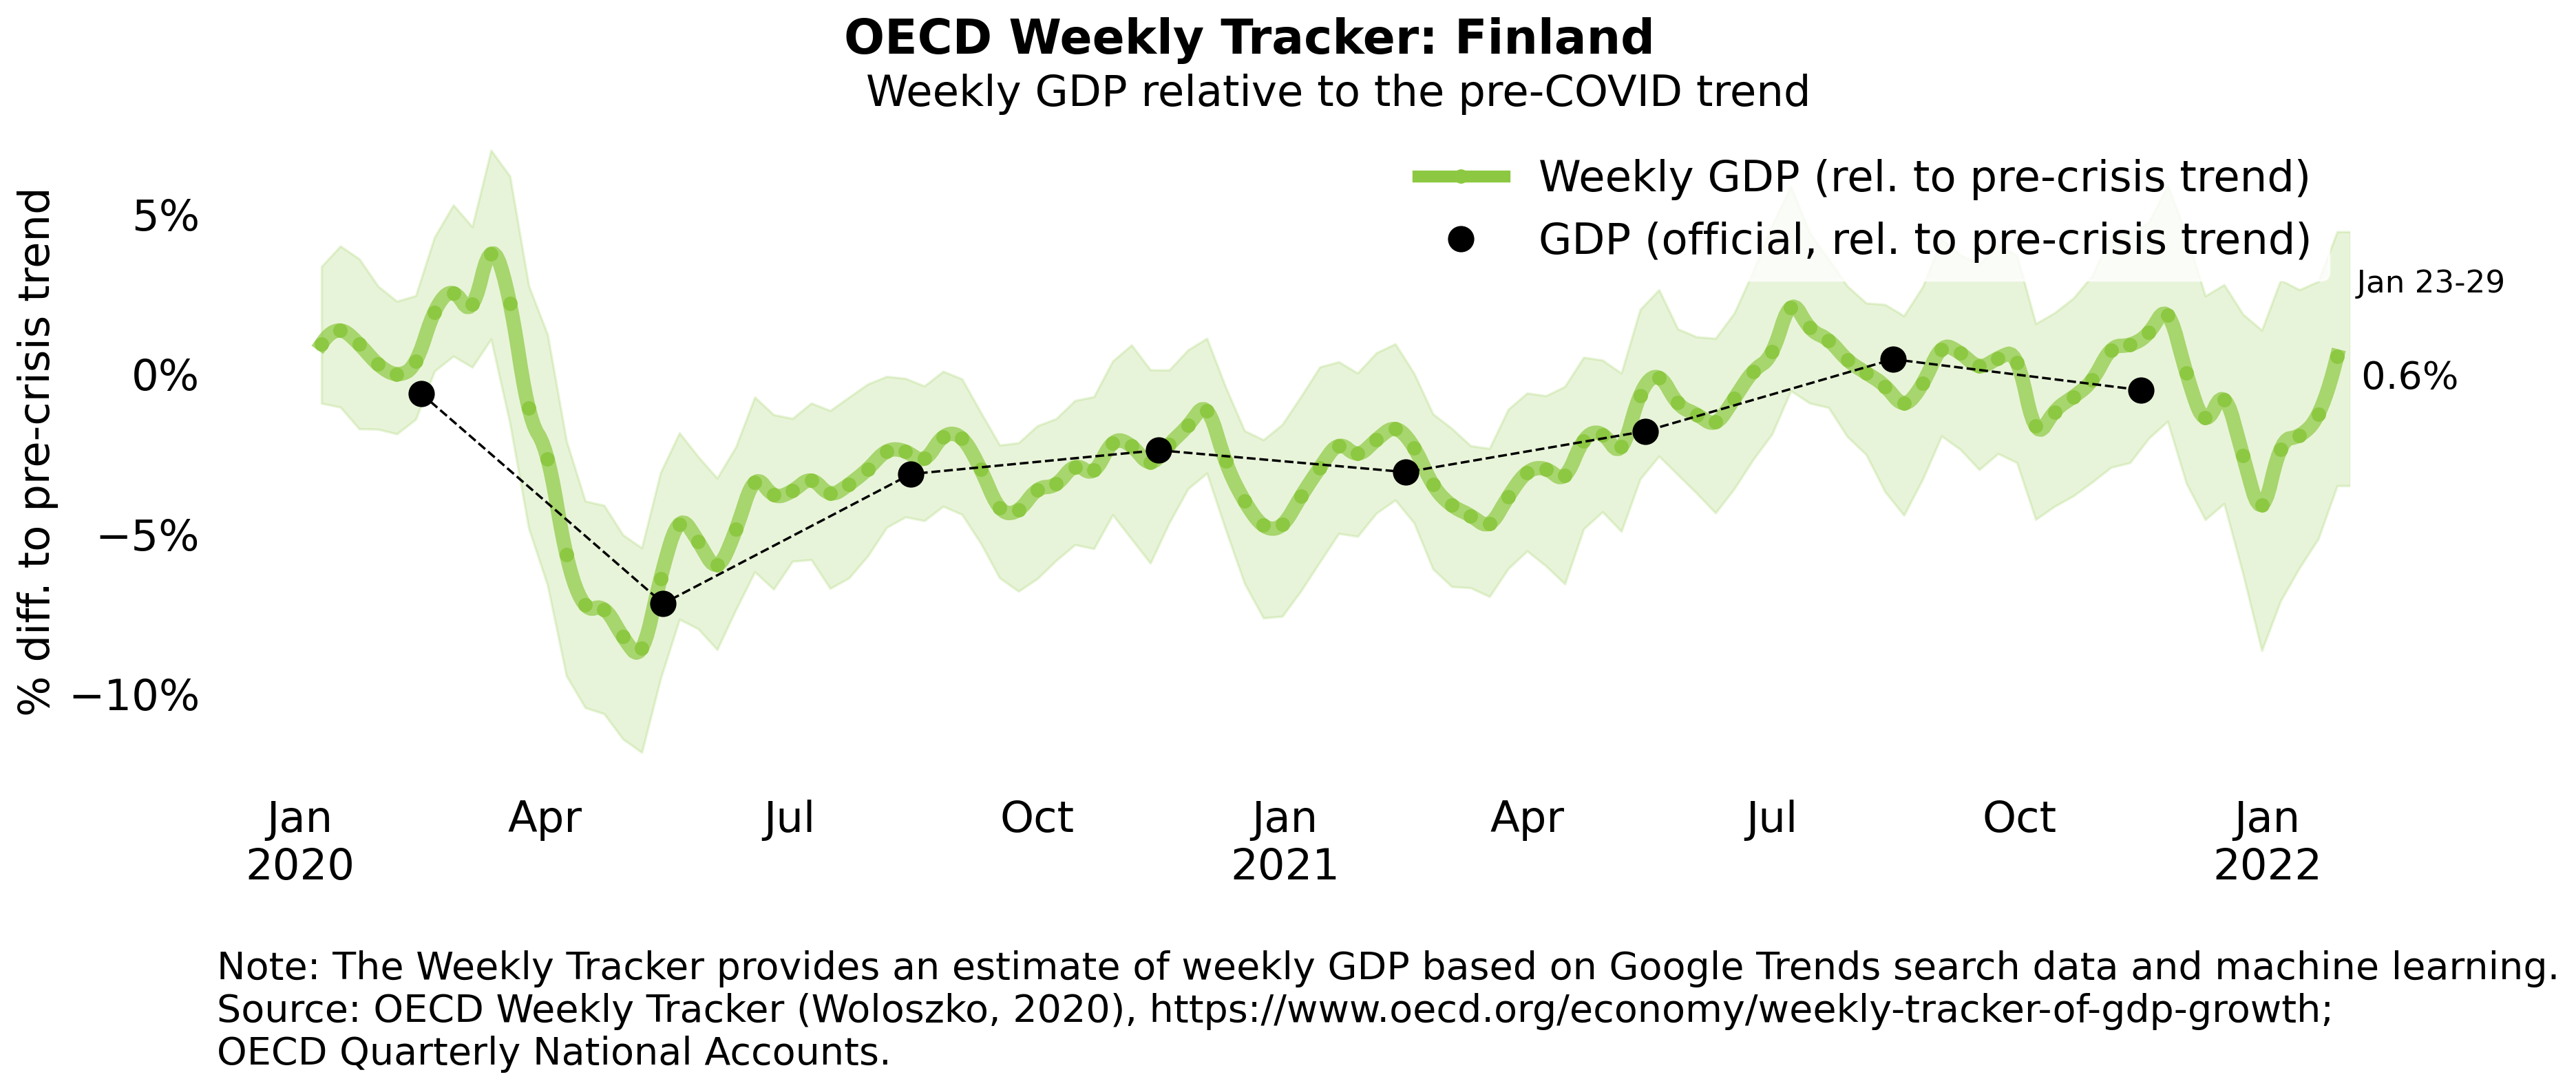 OECD Weekly Tracker: Finland
Weekly GDP relative to the pre-COVID trend
Weekly GDP (rel. to pre-crisis trend)
GDP (official, rel. to pre-crisis trend)
% diff. to pre-crisis trend
5%
0%
−5%
−10%
Jan 23-29
0.6%
Jan Apr Jul Oct Jan Apr Jul Oct Jan
2020 2021 2022
Note: The Weekly Tracker provides an estimate of weekly GDP based on Google Trends search data and machine learning.
Source: OECD Weekly Tracker (Woloszko, 2020), https://www.oecd.org/economy/weekly-tracker-of-gdp-growth;
OECD Quarterly National Accounts.